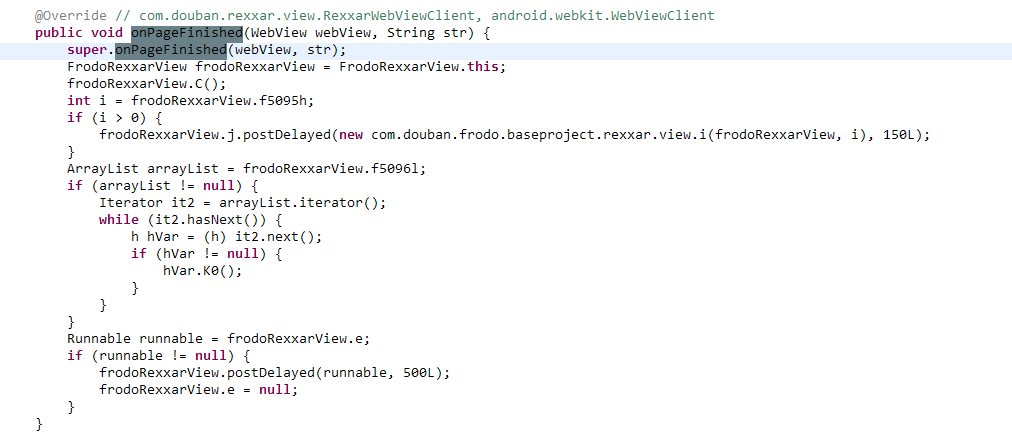 @Override // com.douban.rexxar.view.RexxarWebViewClient, android.webkit.WebViewClient
public void onPageFinished(WebView webView, String str) {
super.onPageFinished(webView, str);
FrodoRexxarView frodoRexxarView = FrodoRexxarView.this;
frodoRexxarView.C();
int i = frodoRexxarView.f5095h;
if (i > 0) {
frodoRexxarView.j.postDelayed(new com.douban.frodo.baseproject.rexxar.view.i(frodoRexxarView, i), 150L);
}
ArrayList arrayList = frodoRexxarView.f5096l;
if (arrayList != null) {
Iterator it2 = arrayList.iterator();
while (it2.hasNext()) {
h hVar = (h) it2.next();
if (hVar != null) {
hVar.K0();
}
}
}
Runnable runnable = frodoRexxarView.e;
if (runnable != null) {
frodoRexxarView.postDelayed(runnable, 500L);
frodoRexxarView.e = null;
}
}